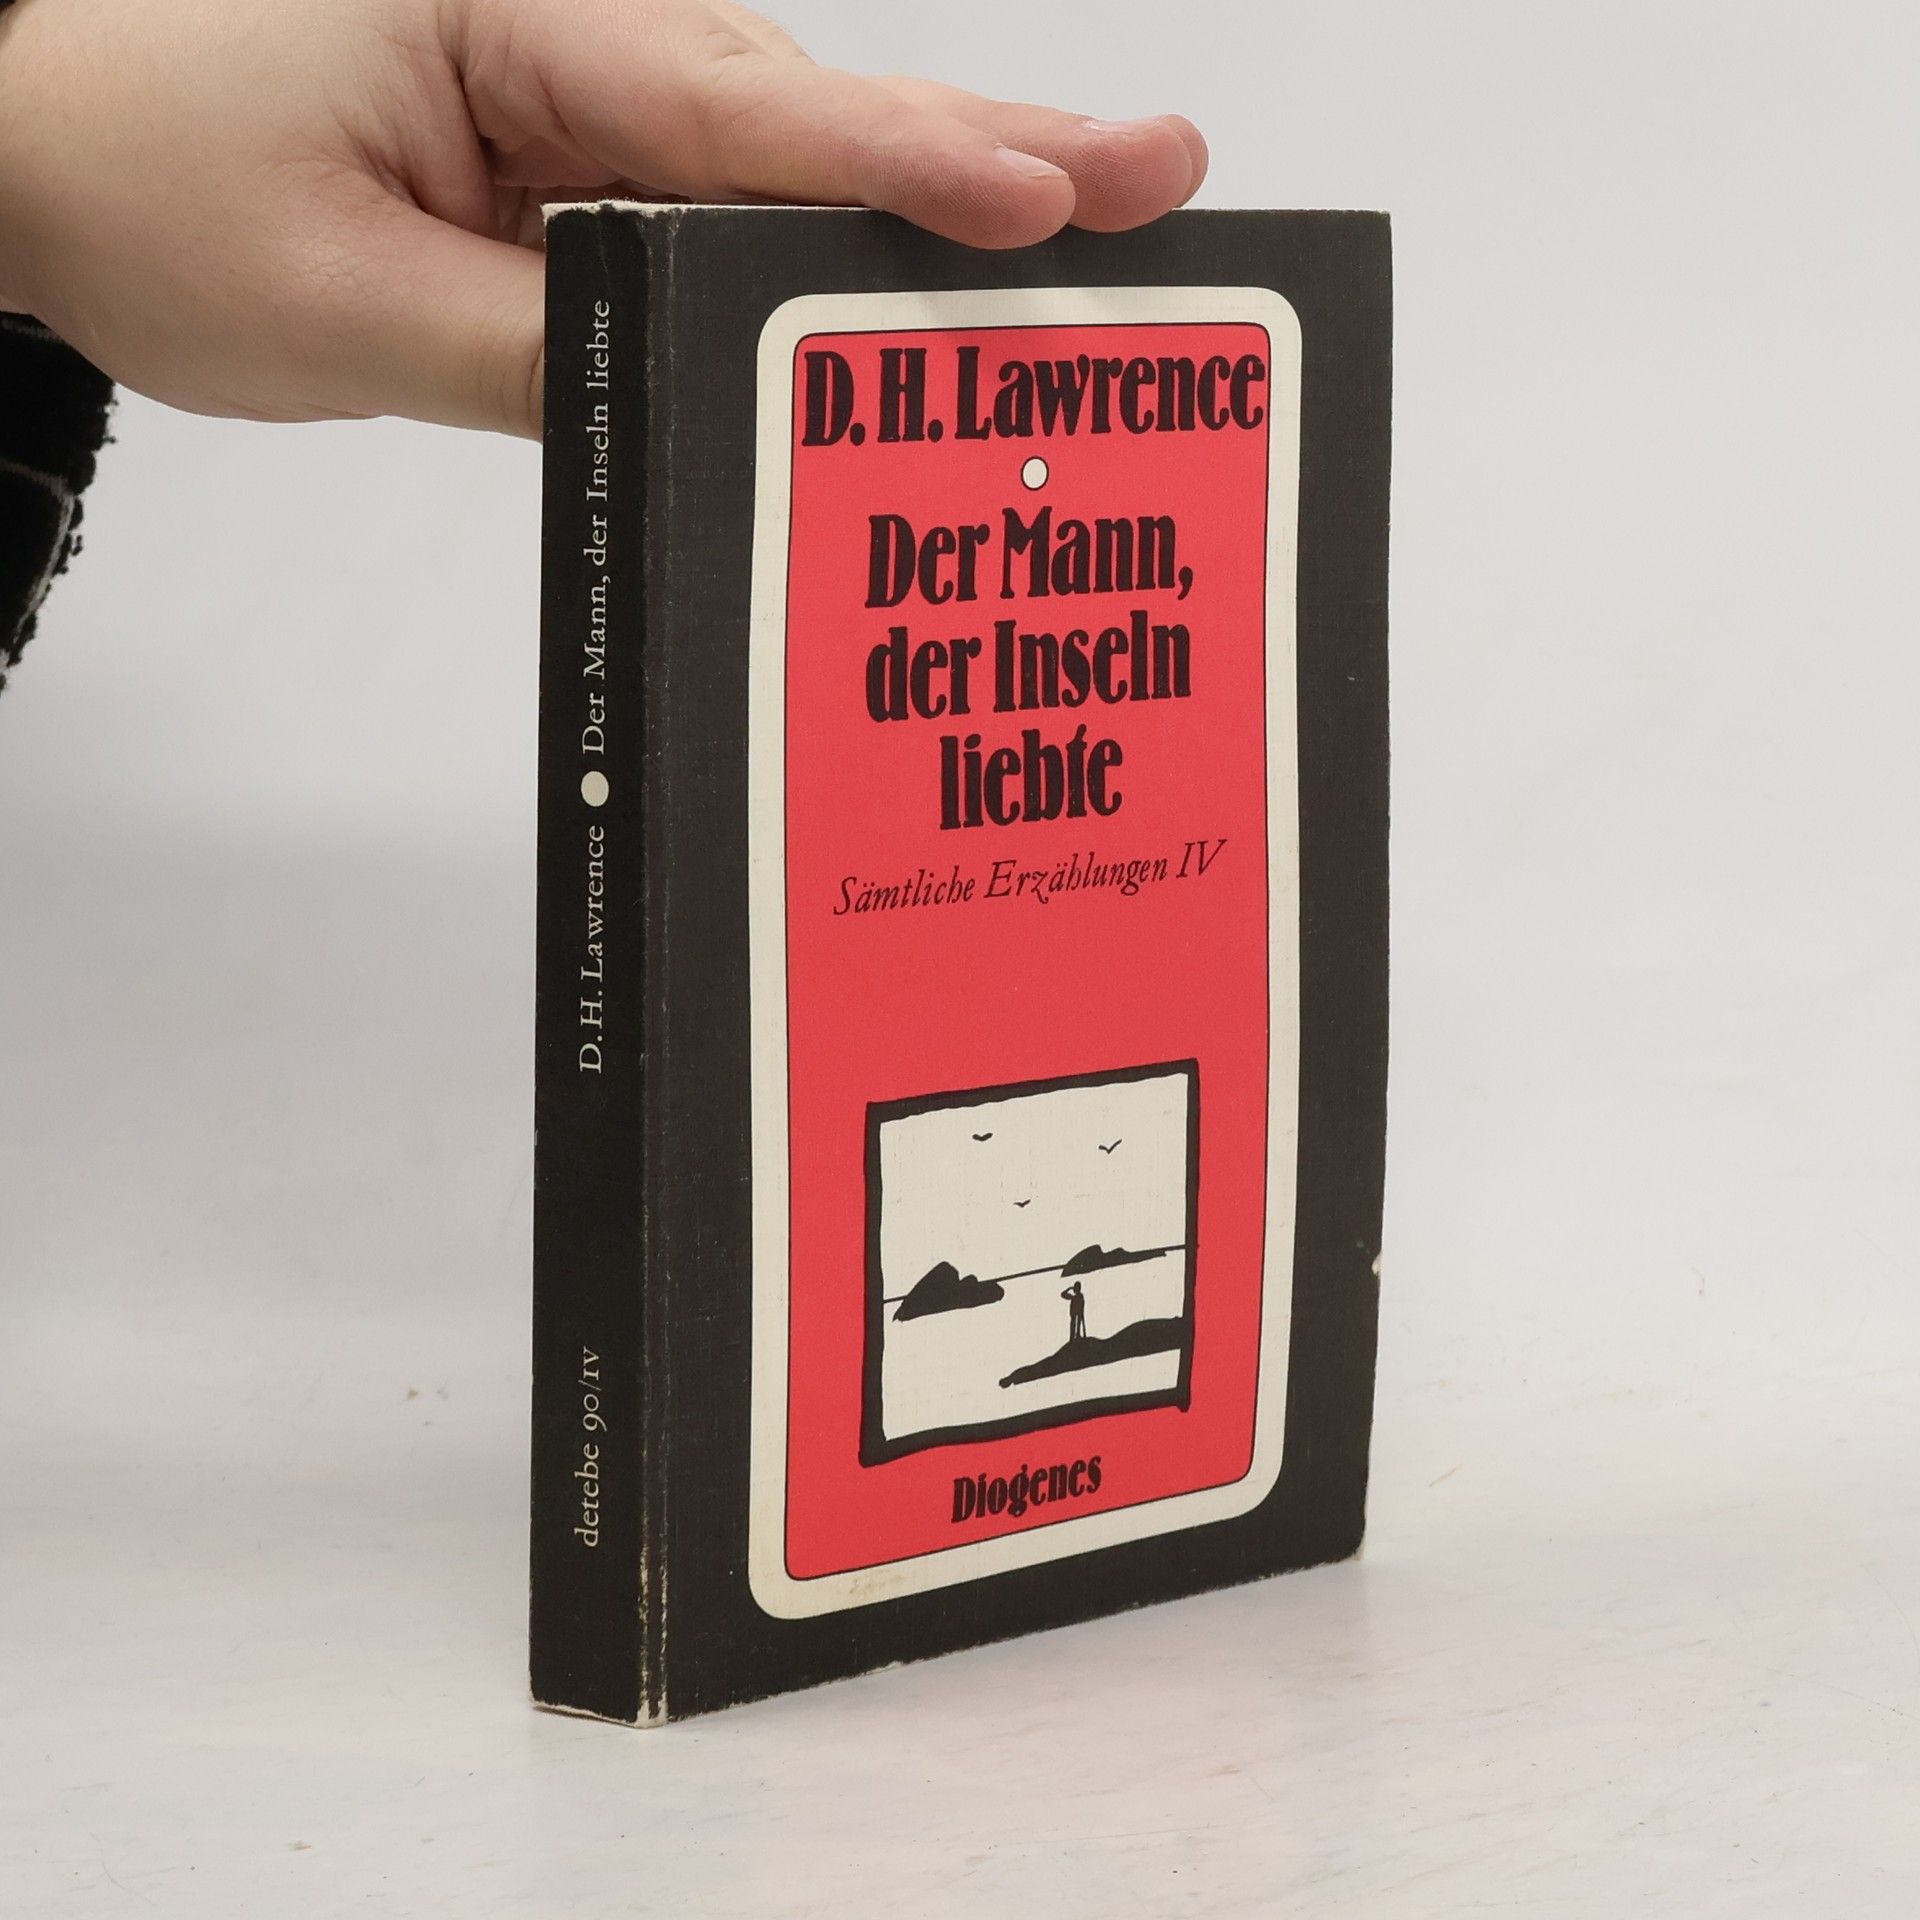 D. H. Lawrence
Der Mann,
der Inseln
liebte
Sämtliche Erzählungen IV
Diogenes
D. H. Lawrence ● Der Mann, der Inseln liebte
detebe 90/IV